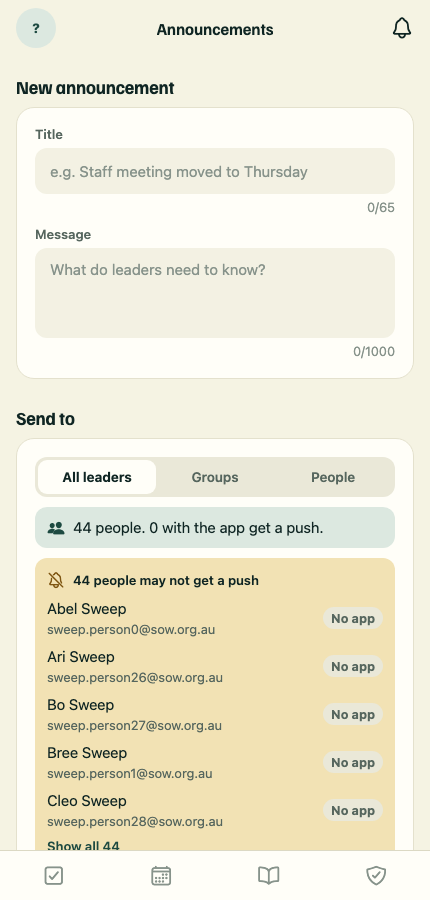 ?
Announcements
New announcement
Title
e.g. Staff meeting moved to Thursday
0/65
Message
What do leaders need to know?
0/1000
Send to
All leaders
Groups
People
44 people. 0 with the app get a push.
44 people may not get a push
Abel Sweep
sweep.person0@sow.org.au
No app
Ari Sweep
sweep.person26@sow.org.au
No app
Bo Sweep
sweep.person27@sow.org.au
No app
Bree Sweep
sweep.person1@sow.org.au
No app
Cleo Sweep
sweep.person28@sow.org.au
No app
Show all 44